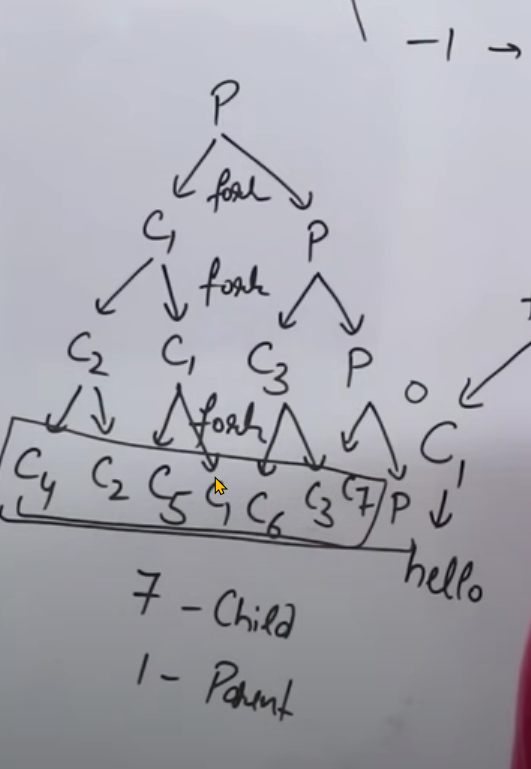 -1 →
P
fork
C1 P
fork
C2 C1 C3 P
0
fork
C1
C4 C2 C5 C1 C6 C3 C7 P
hello
7 - Child
1 - Parent